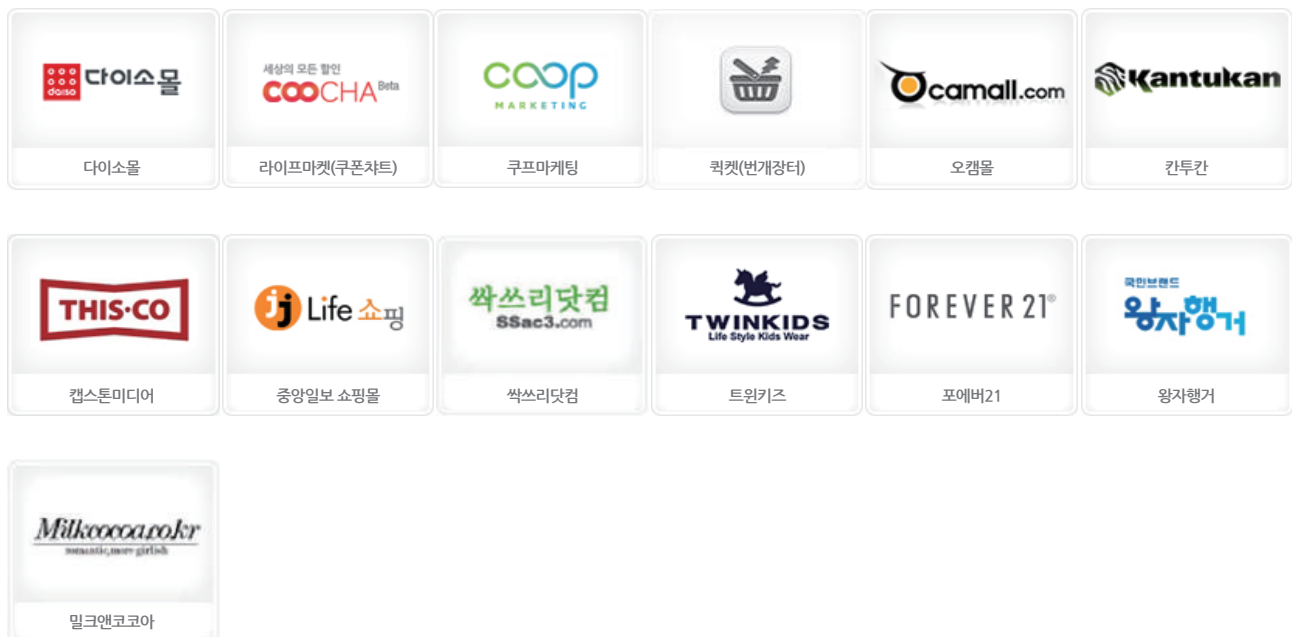 daiso 다이소몰
다이소몰
세상의 모든 할인
COOCHA Beta
라이프마켓(쿠폰챠트)
coop
MARKETING
쿠프마케팅
퀵켓(번개장터)
Ocamall.com
오캠몰
Kantukan
칸투칸
THIS·CO
캡스톤미디어
jj Life 쇼핑
중앙일보 쇼핑몰
싹쓰리닷컴
SSac3.com
싹쓰리닷컴
TWINKIDS
Life Style Kids Wear
트윈키즈
FOREVER 21®
포에버21
국민브랜드
왕자행거
왕자행거
Milkcocoa.co.kr
romantic, more girlish
밀크앤코코아